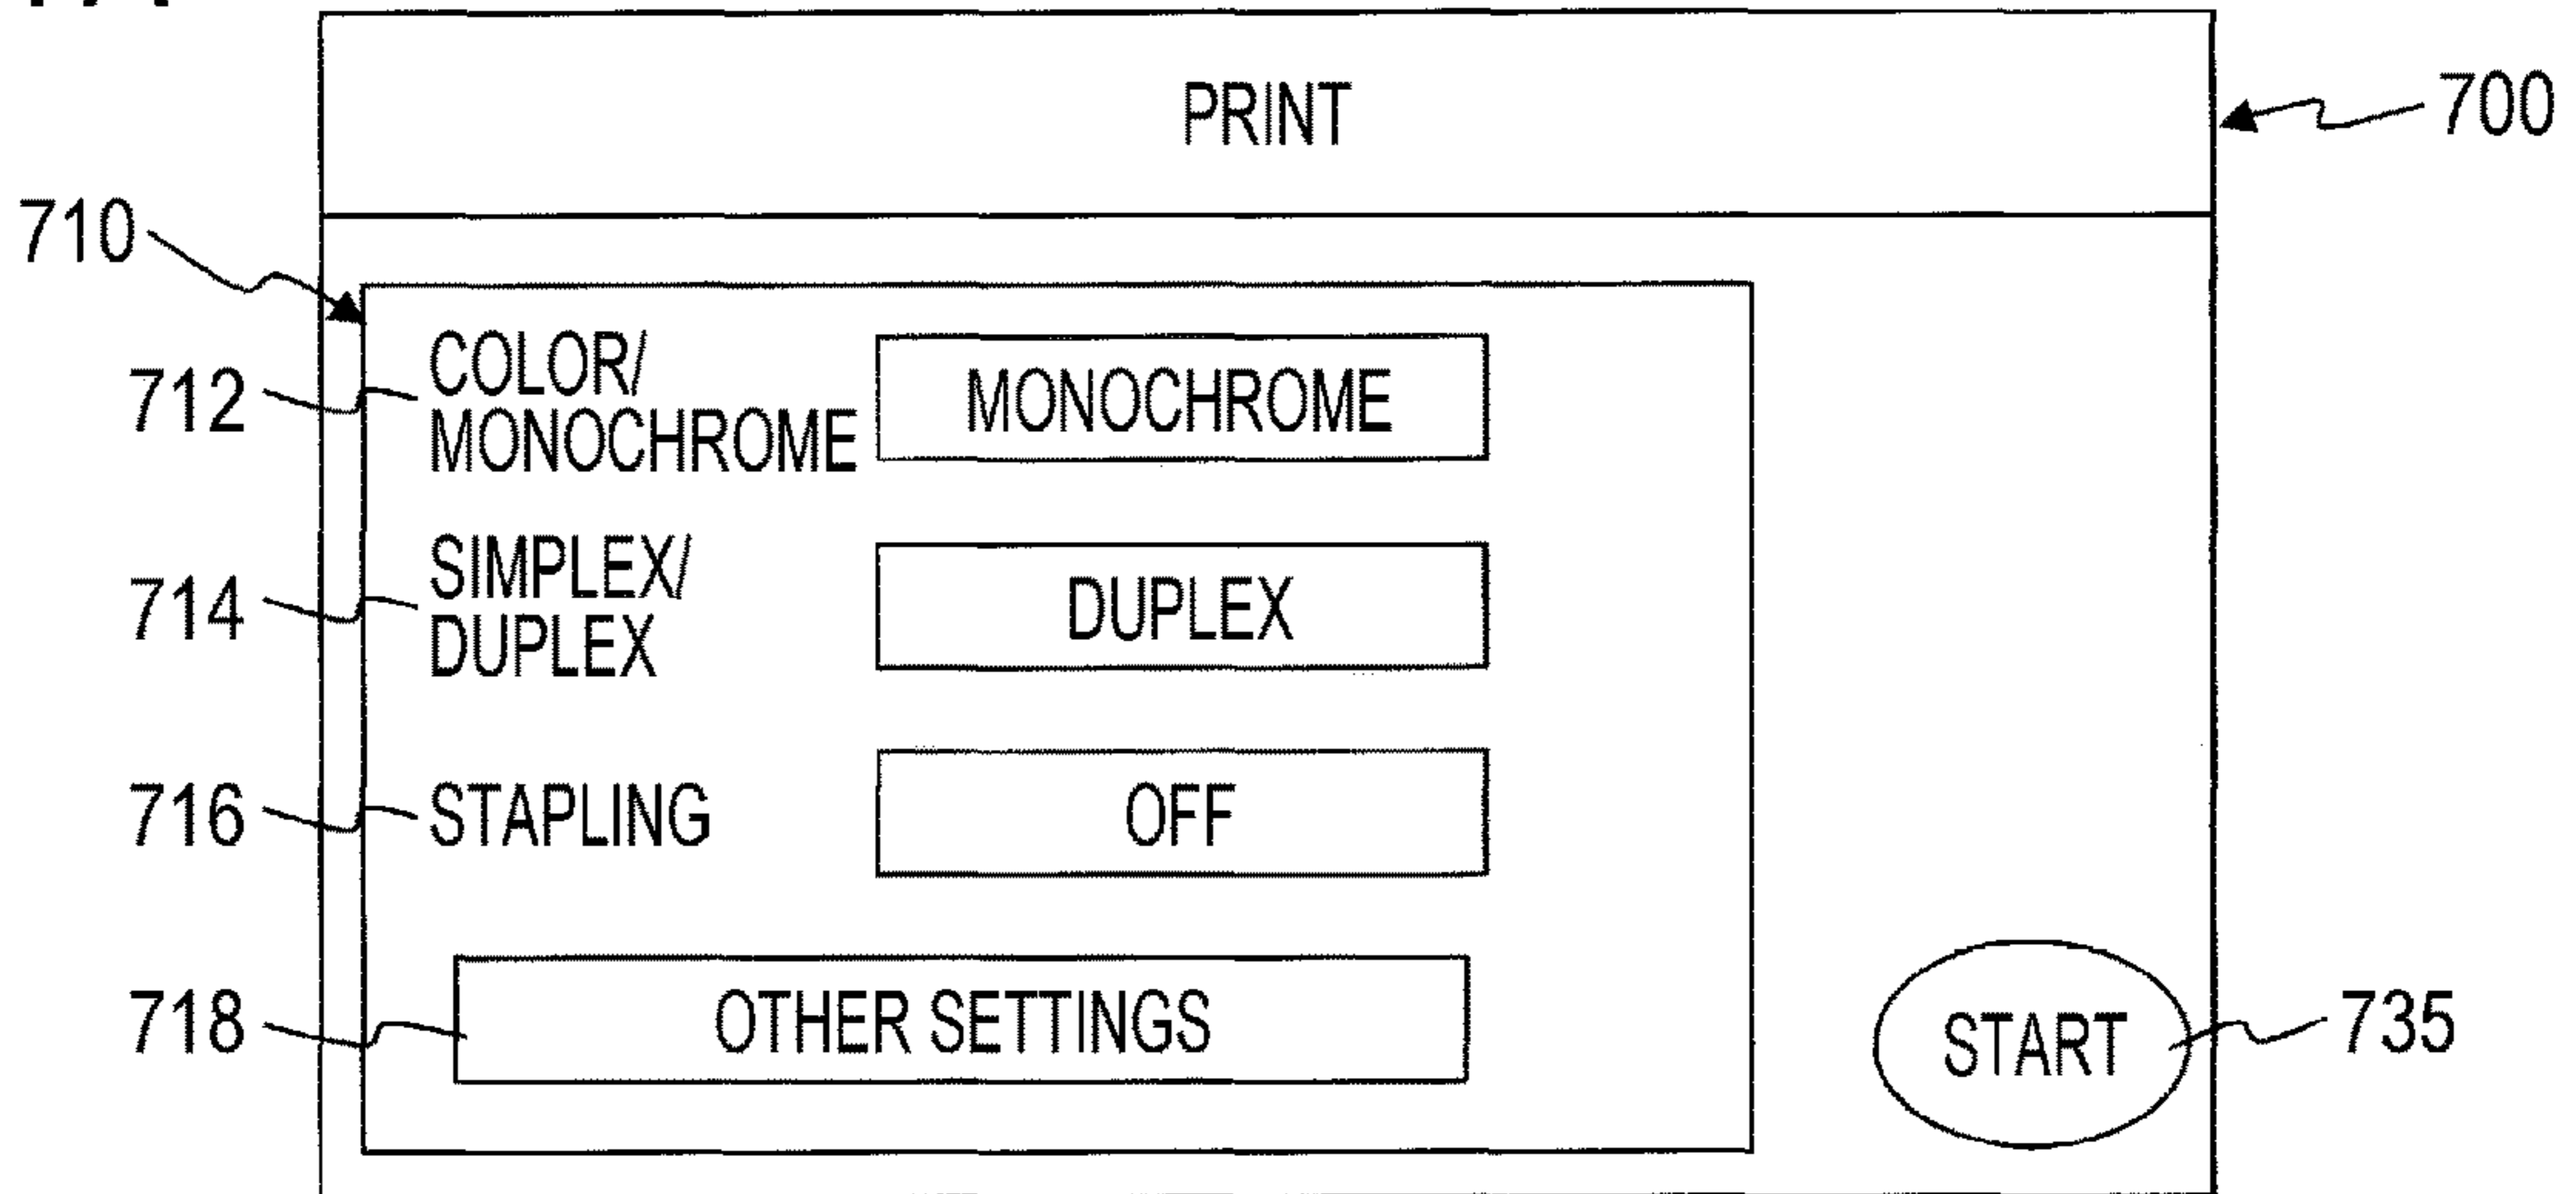 PRINT
700
710
COLOR/
MONOCHROME
MONOCHROME
712
SIMPLEX/
DUPLEX
DUPLEX
714
STAPLING
OFF
716
OTHER SETTINGS
718
START
735